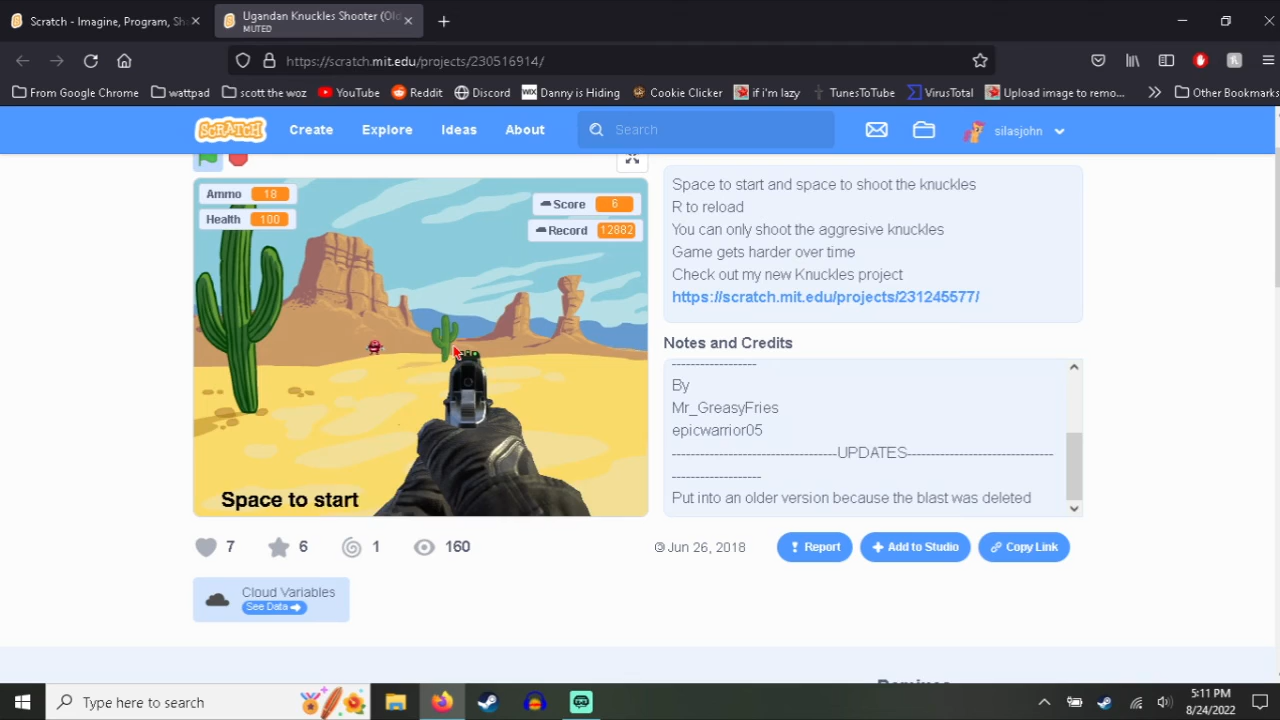 Scratch - Imagine, Program, Sh
Ugandan Knuckles Shooter (Old
MUTED
https://scratch.mit.edu/projects/230516914/
From Google Chrome
wattpad
scott the woz
YouTube
Reddit
Discord
WIX Danny is Hiding
Cookie Clicker
if i'm lazy
TunesToTube
VirusTotal
Upload image to remo...
Other Bookmarks
SCRATCH
Create
Explore
Ideas
About
Search
silasjohn
Ammo 18
Health 100
Score 6
Record 12882
Space to start
Space to start and space to shoot the knuckles
R to reload
You can only shoot the aggresive knuckles
Game gets harder over time
Check out my new Knuckles project
https://scratch.mit.edu/projects/231245577/
Notes and Credits
------------------
By
Mr_GreasyFries
epicwarrior05
-----------------------------------UPDATES-------------------------------
-------------------
Put into an older version because the blast was deleted
7
6
1
160
© Jun 26, 2018
Report
Add to Studio
Copy Link
Cloud Variables
See Data
Type here to search
5:11 PM
8/24/2022